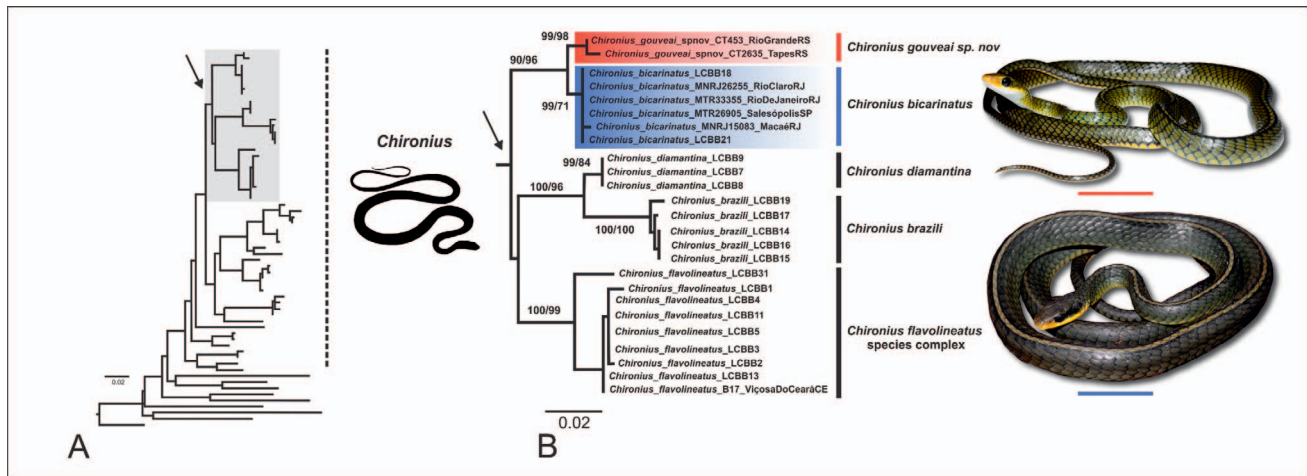 0.02
A
Chironius
99/98
90/96
99/71
99/84
100/96
100/100
100/99
Chironius_gouveai_spnov_CT453_RioGrandeRS
Chironius_gouveai_spnov_CT2635_TapesRS
Chironius_bicarinatus_LCBB18
Chironius_bicarinatus_MNRJ26255_RioClaroRJ
Chironius_bicarinatus_MTR33355_RioDeJaneiroRJ
Chironius_bicarinatus_MTR26905_SalesópolisSP
Chironius_bicarinatus_MNRJ15083_MacaéRJ
Chironius_bicarinatus_LCBB21
Chironius_diamantina_LCBB9
Chironius_diamantina_LCBB7
Chironius_diamantina_LCBB8
Chironius_brazili_LCBB19
Chironius_brazili_LCBB17
Chironius_brazili_LCBB14
Chironius_brazili_LCBB16
Chironius_brazili_LCBB15
Chironius_flavolineatus_LCBB31
Chironius_flavolineatus_LCBB1
Chironius_flavolineatus_LCBB4
Chironius_flavolineatus_LCBB11
Chironius_flavolineatus_LCBB5
Chironius_flavolineatus_LCBB3
Chironius_flavolineatus_LCBB2
Chironius_flavolineatus_LCBB13
Chironius_flavolineatus_B17_ViçosaDoCearáCE
0.02
B
Chironius gouveai sp. nov
Chironius bicarinatus
Chironius diamantina
Chironius brazili
Chironius flavolineatus
species complex